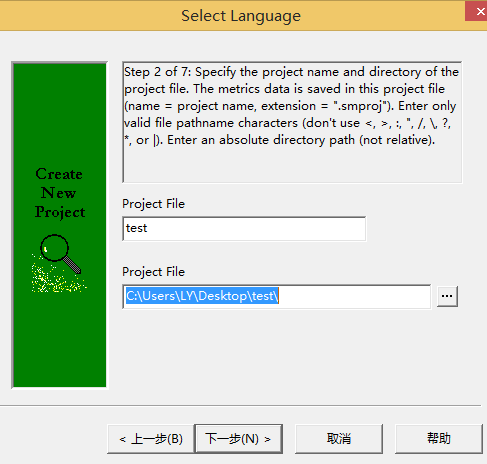 Select Language
Step 2 of 7: Specify the project name and directory of the
project file. The metrics data is saved in this project file
(name = project name, extension = ".smproj"). Enter only
valid file pathname characters (don't use <, >, :, ", /, \, ?,
*, or |). Enter an absolute directory path (not relative).
Create
New
Project
Project File
test
Project File
C:\Users\LY\Desktop\test\
...
< 上一步(B)
下一步(N) >
取消
帮助